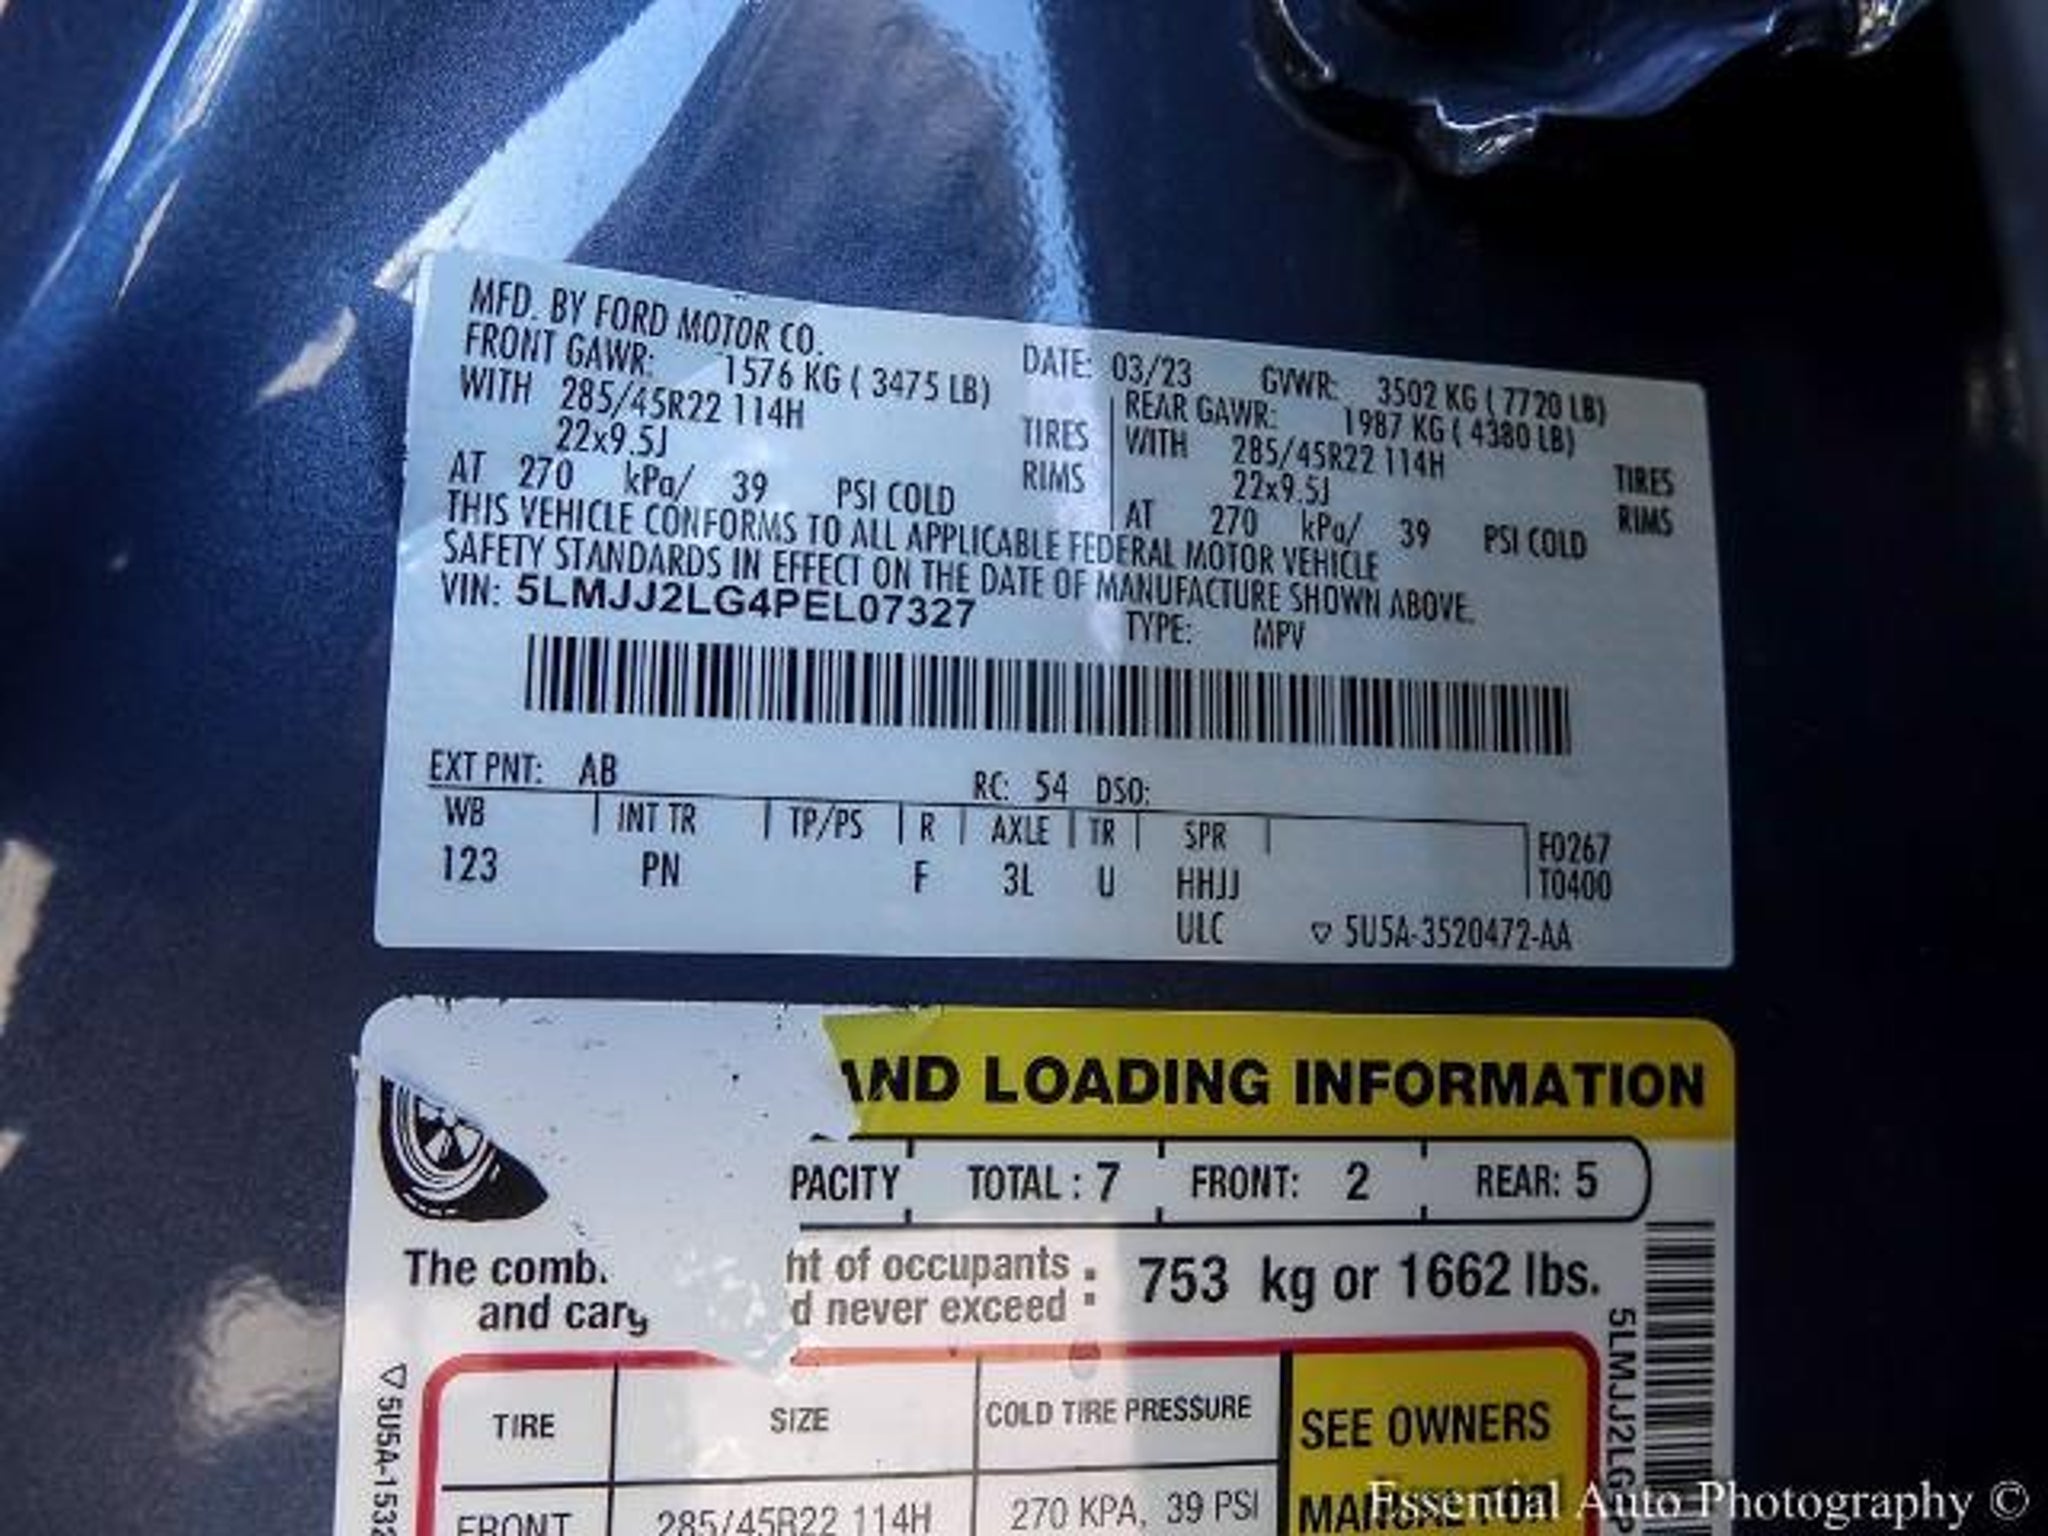 MFD. BY FORD MOTOR CO.
DATE: 03/23 GVWR: 3502 KG ( 7720 LB)
FRONT GAWR: 1576 KG ( 3475 LB)
REAR GAWR: 1987 KG ( 4380 LB)
WITH 285/45R22 114H TIRES
WITH 285/45R22 114H TIRES
22x9.5J RIMS
22x9.5J RIMS
AT 270 kPa/ 39 PSI COLD
AT 270 kPa/ 39 PSI COLD
THIS VEHICLE CONFORMS TO ALL APPLICABLE FEDERAL MOTOR VEHICLE
SAFETY STANDARDS IN EFFECT ON THE DATE OF MANUFACTURE SHOWN ABOVE.
VIN: 5LMJJ2LG4PEL07327
TYPE: MPV
EXT PNT: AB RC: 54 DSO:
WB INT TR TP/PS R AXLE TR SPR F0267
123 PN F 3L U HHJJ T0400
ULC ▽ 5U5A-3520472-AA
AND LOADING INFORMATION
PACITY TOTAL : 7 FRONT: 2 REAR: 5
The comb. ht of occupants : 753 kg or 1662 lbs.
and carg d never exceed :
TIRE SIZE COLD TIRE PRESSURE SEE OWNERS
FRONT 285/45R22 114H 270 KPA, 39 PSI MANUAL FOR
▽5U5A-1532
5LMJJ2LG
Essential Auto Photography ©